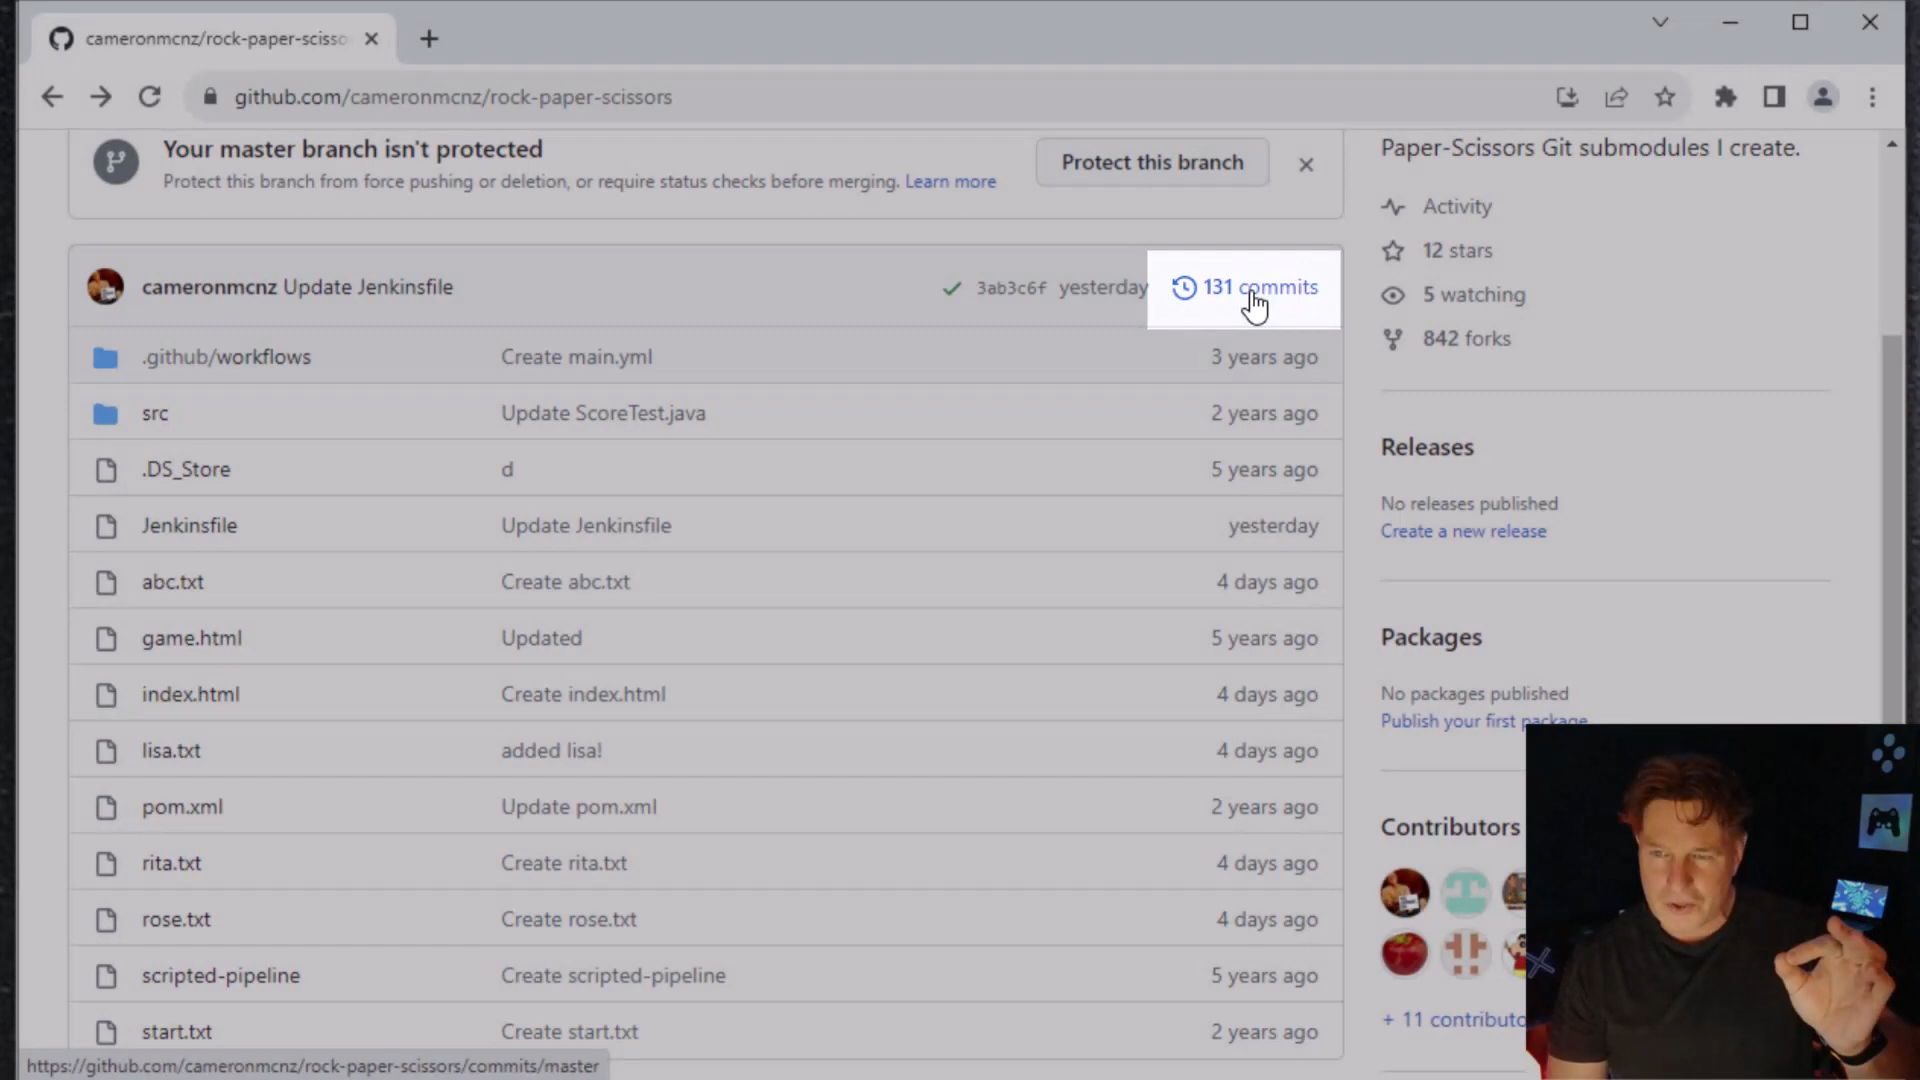 cameronmcnz/rock-paper-scisso
github.com/cameronmcnz/rock-paper-scissors
Your master branch isn't protected
Protect this branch from force pushing or deletion, or require status checks before merging. Learn more
Protect this branch
Paper-Scissors Git submodules I create.
Activity
12 stars
5 watching
842 forks
cameronmcnz Update Jenkinsfile
3ab3c6f yesterday
131 commits
.github/workflows Create main.yml 3 years ago
src Update ScoreTest.java 2 years ago
.DS_Store d 5 years ago
Jenkinsfile Update Jenkinsfile yesterday
abc.txt Create abc.txt 4 days ago
game.html Updated 5 years ago
index.html Create index.html 4 days ago
lisa.txt added lisa! 4 days ago
pom.xml Update pom.xml 2 years ago
rita.txt Create rita.txt 4 days ago
rose.txt Create rose.txt 4 days ago
scripted-pipeline Create scripted-pipeline 5 years ago
start.txt Create start.txt 2 years ago
Releases
No releases published
Create a new release
Packages
No packages published
Publish your first package
Contributors
+ 11 contributo
https://github.com/cameronmcnz/rock-paper-scissors/commits/master